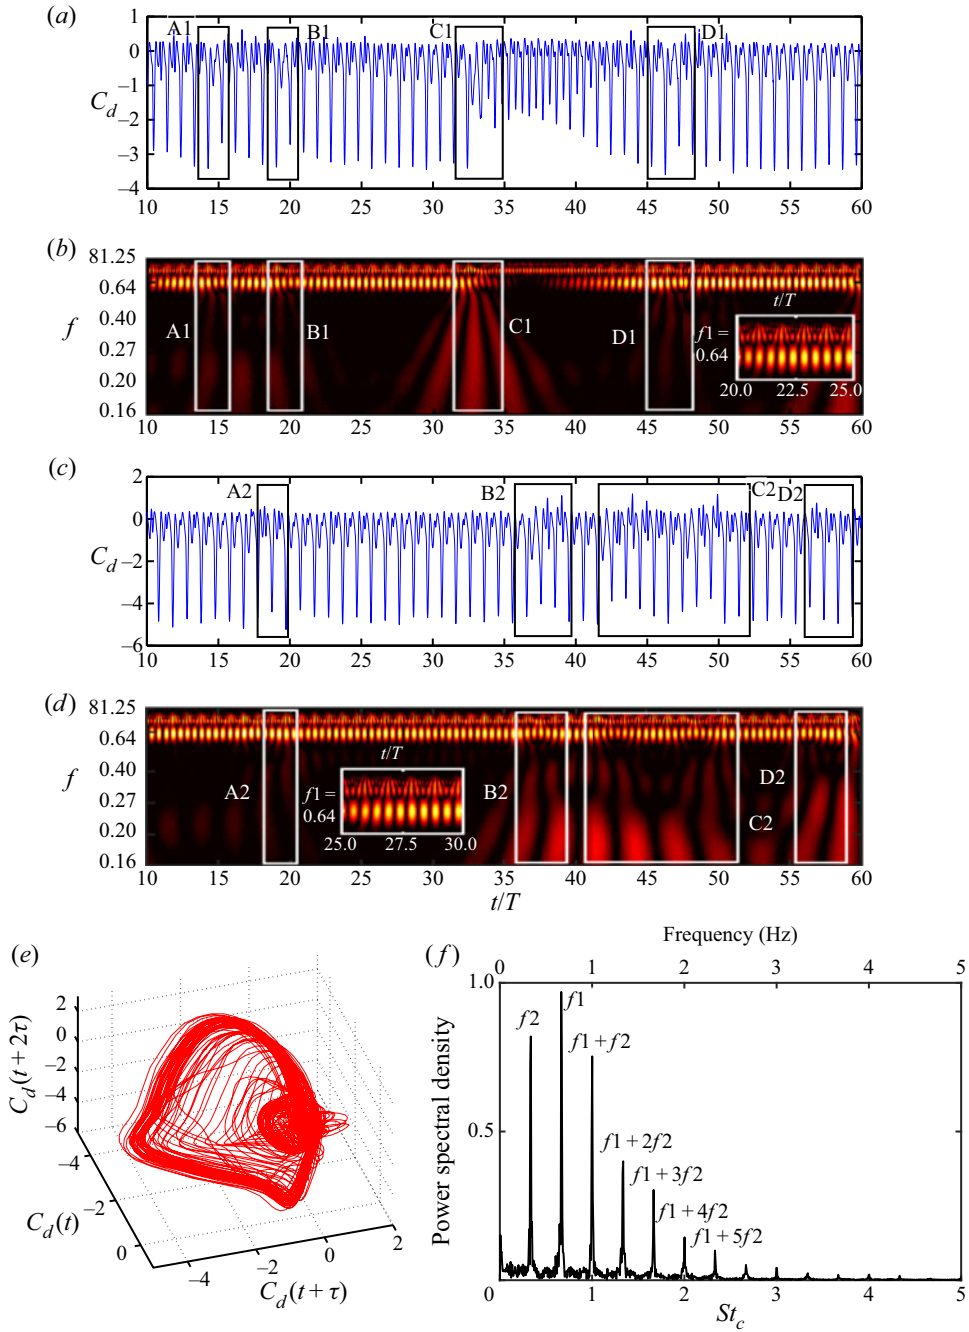 (a)
1
0
−1
C_d
−2
−3
−4
A1
B1
C1
D1
10 15 20 25 30 35 40 45 50 55 60
(b)
81.25
0.64
f
0.40
0.27
0.20
0.16
A1
B1
C1
D1
t/T
f1 =
0.64
20.0 22.5 25.0
10 15 20 25 30 35 40 45 50 55 60
(c)
2
0
C_d
−2
−4
−6
A2
B2
C2
D2
10 15 20 25 30 35 40 45 50 55 60
(d)
81.25
0.64
f
0.40
0.27
0.20
0.16
A2
t/T
f1 =
0.64
25.0 27.5 30.0
B2
C2
D2
10 15 20 25 30 35 40 45 50 55 60
t/T
(e)
C_d(t + 2τ)
2
0
−2
−4
−6
−4
−2
0
C_d(t)
−4
−2
0
2
C_d(t + τ)
(f)
Frequency (Hz)
0 1 2 3 4 5
1.0
0.5
0
Power spectral density
f2
f1
f1 + f2
f1 + 2f2
f1 + 3f2
f1 + 4f2
f1 + 5f2
0 1 2 3 4 5
St_c